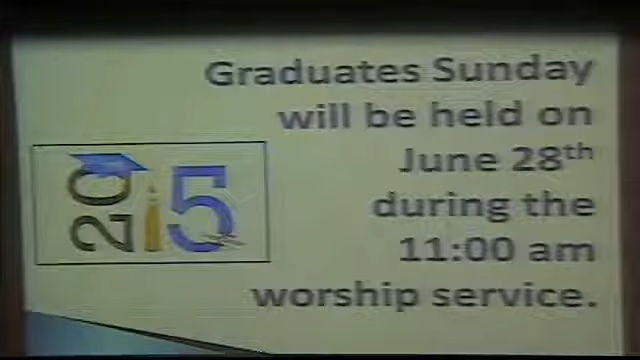 Graduates Sunday
will be held on
June 28th
during the
11:00 am
worship service.
2015